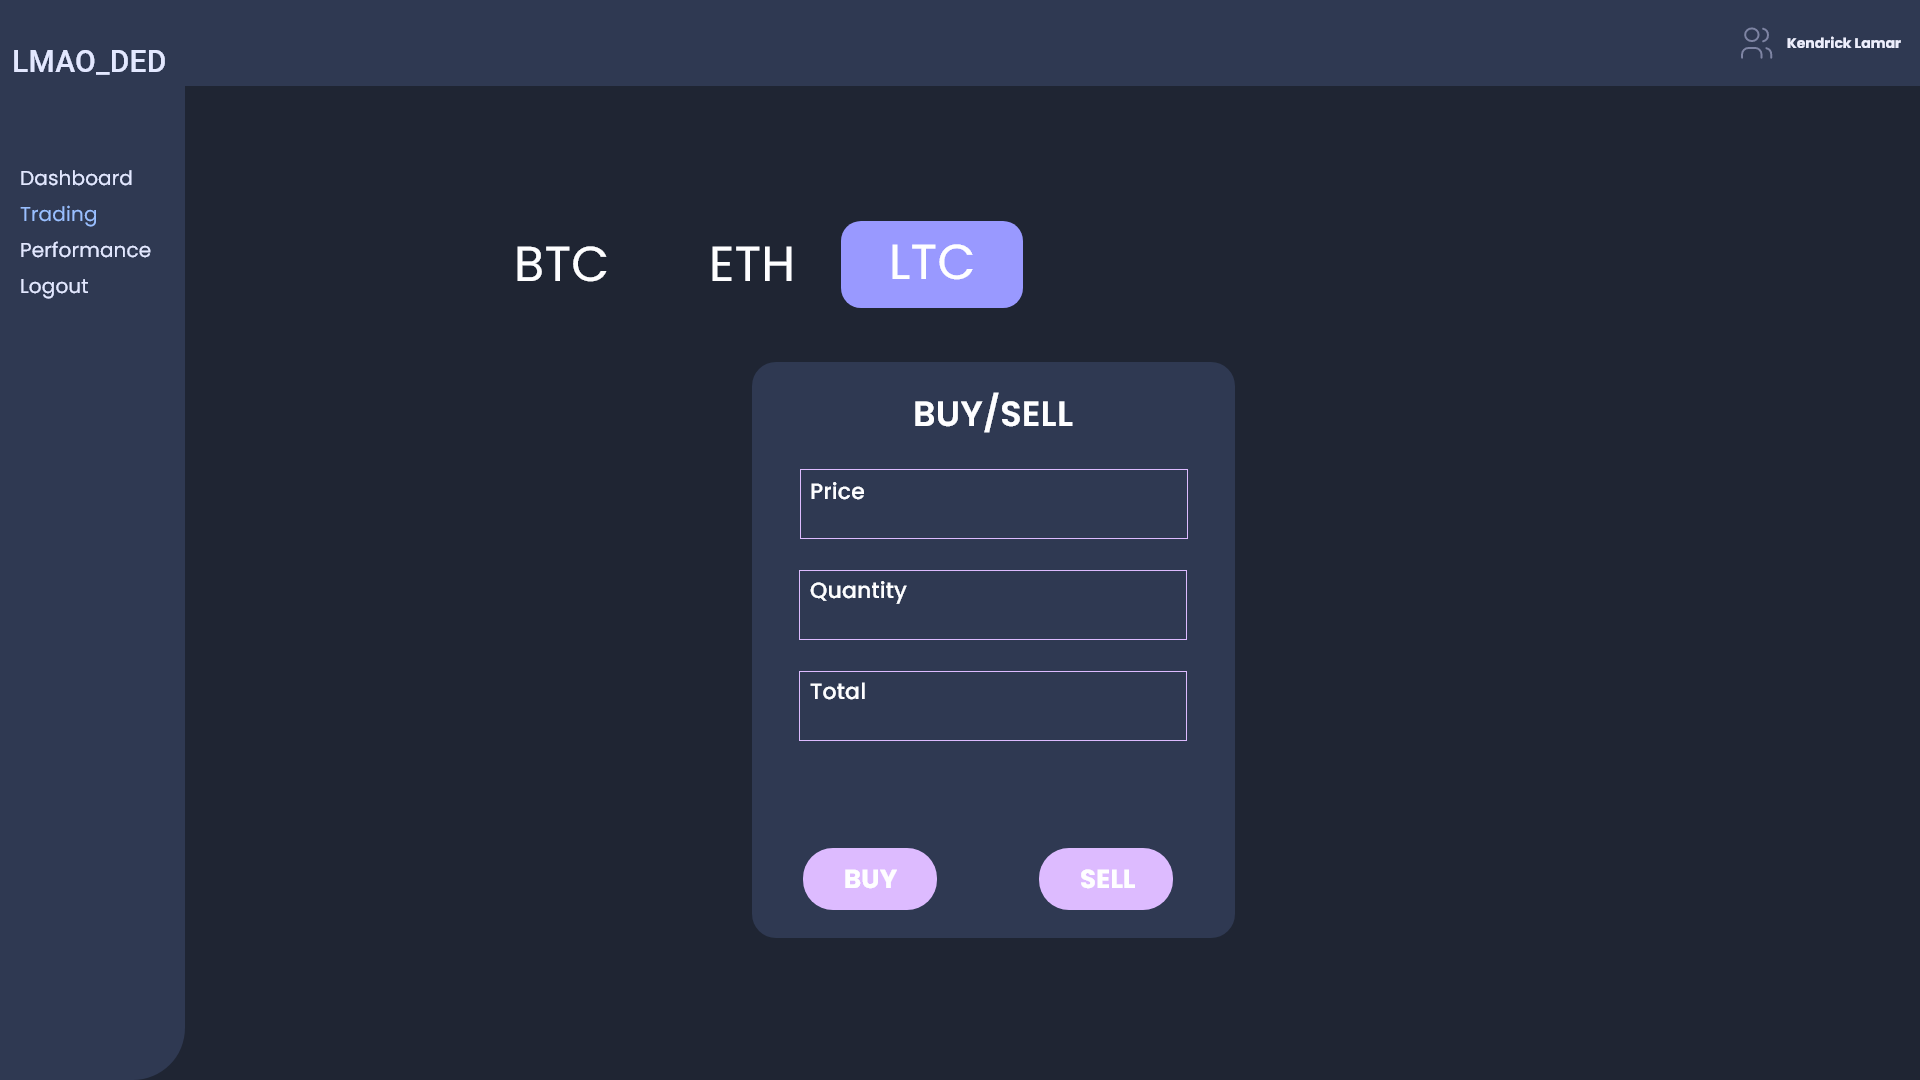 LMAO_DED
Kendrick Lamar
Dashboard
Trading
Performance
Logout
BTC
ETH
LTC
BUY/SELL
Price
Quantity
Total
BUY
SELL